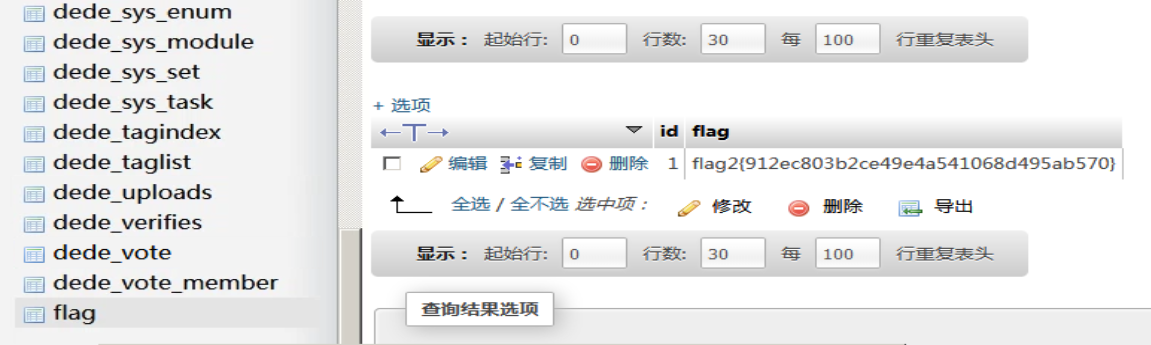 dede_sys_enum
dede_sys_module
dede_sys_set
dede_sys_task
dede_tagindex
dede_taglist
dede_uploads
dede_verifies
dede_vote
dede_vote_member
flag
显示： 起始行: 0 行数: 30 每 100 行重复表头
+ 选项
←T→ id flag
编辑 复制 删除 1 flag2{912ec803b2ce49e4a541068d495ab570}
全选 / 全不选 选中项： 修改 删除 导出
显示： 起始行: 0 行数: 30 每 100 行重复表头
查询结果选项